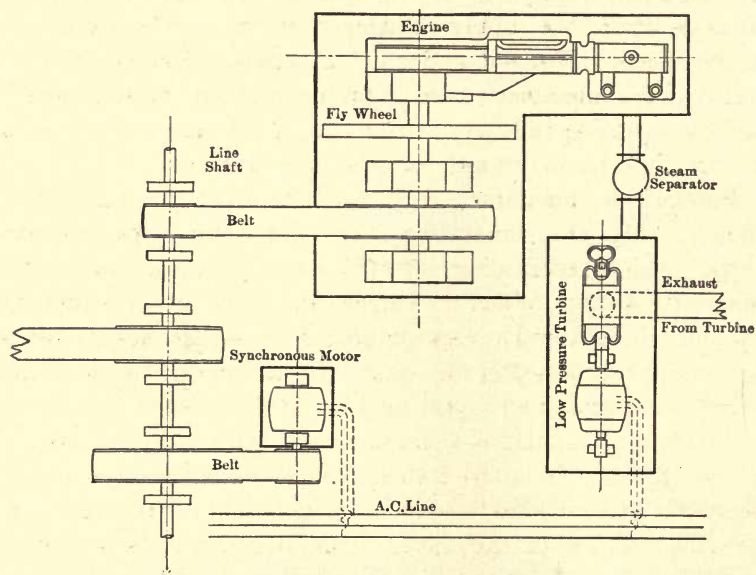 Engine
Fly Wheel
Line
Shaft
Steam
Separator
Belt
Exhaust
From Turbine
Low Pressure Turbine
Synchronous Motor
Belt
A.C. Line